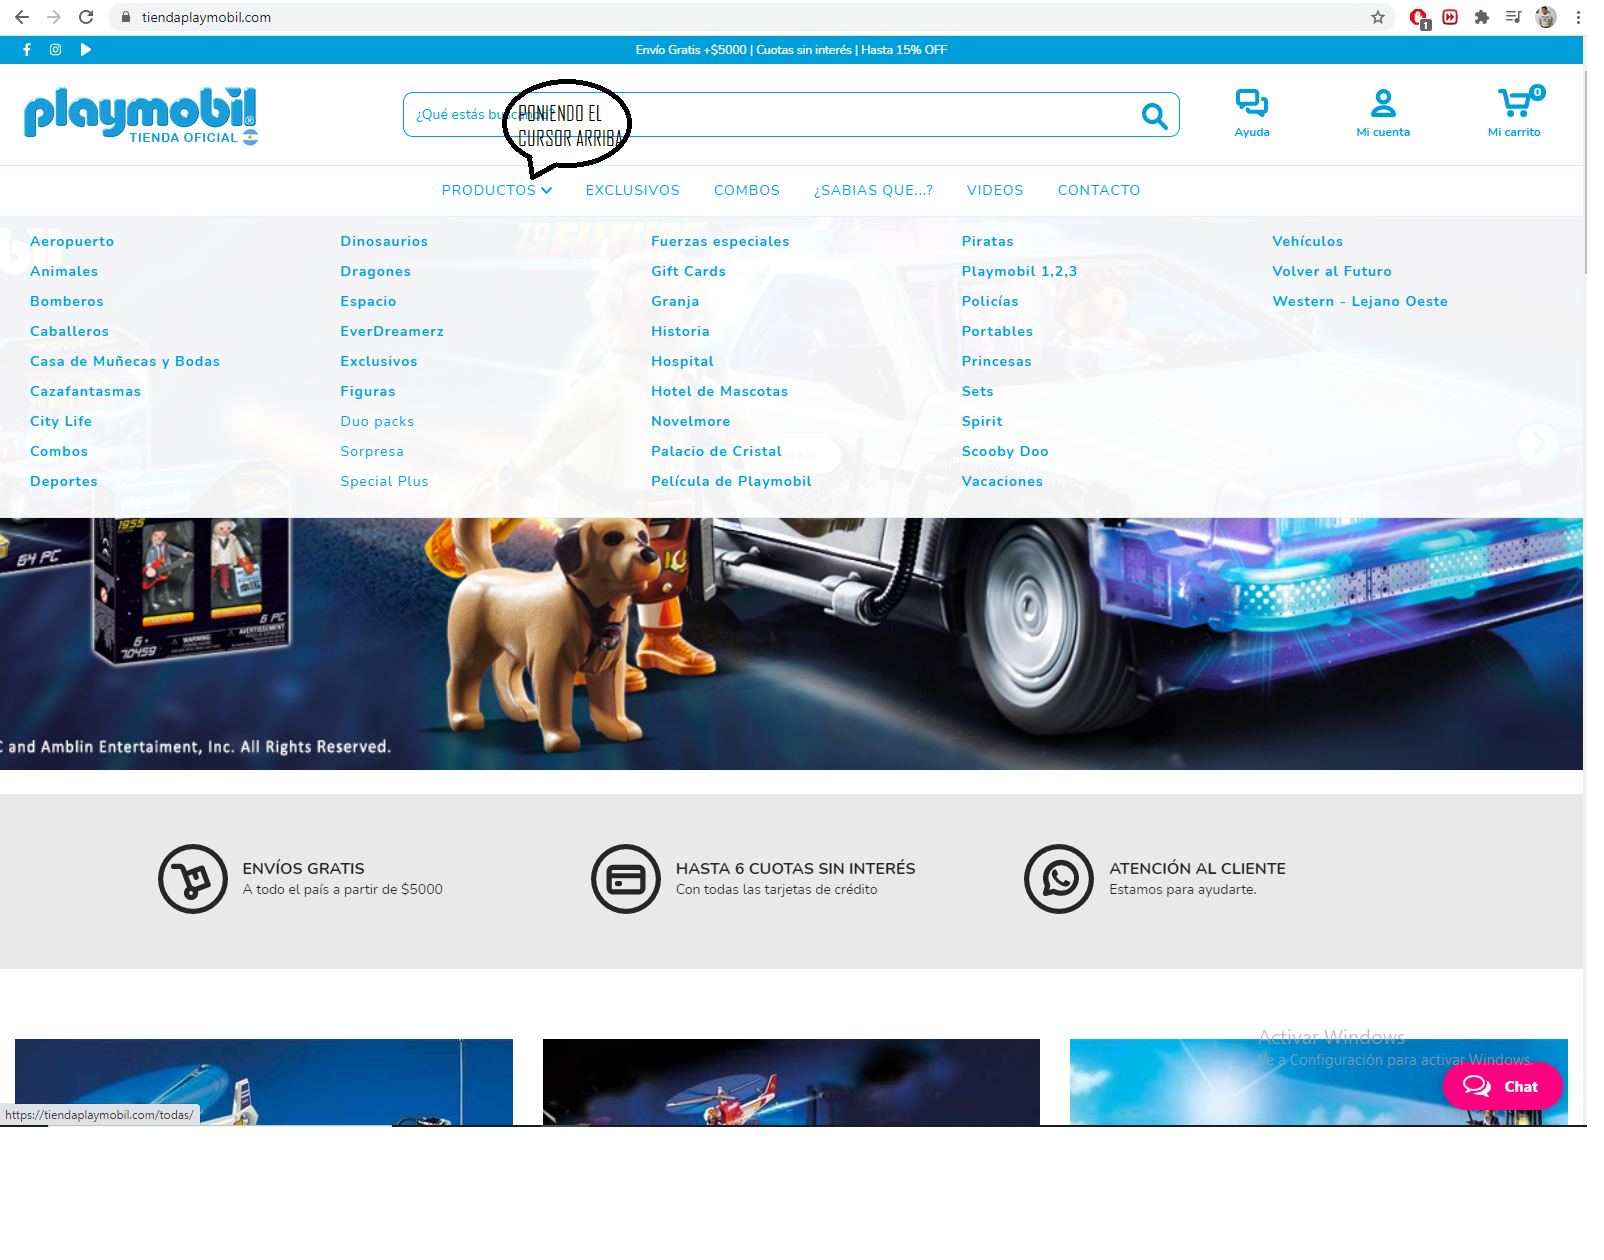 tiendaplaymobil.com
1
Envío Gratis +$5000 | Cuotas sin interés | Hasta 15% OFF
playmobil
TIENDA OFICIAL
¿Qué estás
PONIENDO EL
CURSOR ARRIBA
Ayuda
Mi cuenta
0
Mi carrito
PRODUCTOS
EXCLUSIVOS
COMBOS
¿SABIAS QUE...?
VIDEOS
CONTACTO
TO
FUTURE
Aeropuerto
Animales
Bomberos
Caballeros
Casa de Muñecas y Bodas
Cazafantasmas
City Life
Combos
Deportes
Dinosaurios
Dragones
Espacio
EverDreamerz
Exclusivos
Figuras
Duo packs
Sorpresa
Special Plus
Fuerzas especiales
Gift Cards
Granja
Historia
Hospital
Hotel de Mascotas
Novelmore
Palacio de Cristal
Película de Playmobil
Piratas
Playmobil 1,2,3
Policías
Portables
Princesas
Sets
Spirit
Scooby Doo
Vacaciones
Vehículos
Volver al Futuro
Western - Lejano Oeste
playmobil
1955
64 PC
6 PC
6+
70459
WARNING:
AVERTISSEMENT:
C and Amblin Entertaiment, Inc. All Rights Reserved.
ENVÍOS GRATIS
A todo el país a partir de $5000
HASTA 6 CUOTAS SIN INTERÉS
Con todas las tarjetas de crédito
ATENCIÓN AL CLIENTE
Estamos para ayudarte.
Activar Windows
Ve a Configuración para activar Windows.
Chat
https://tiendaplaymobil.com/todas/